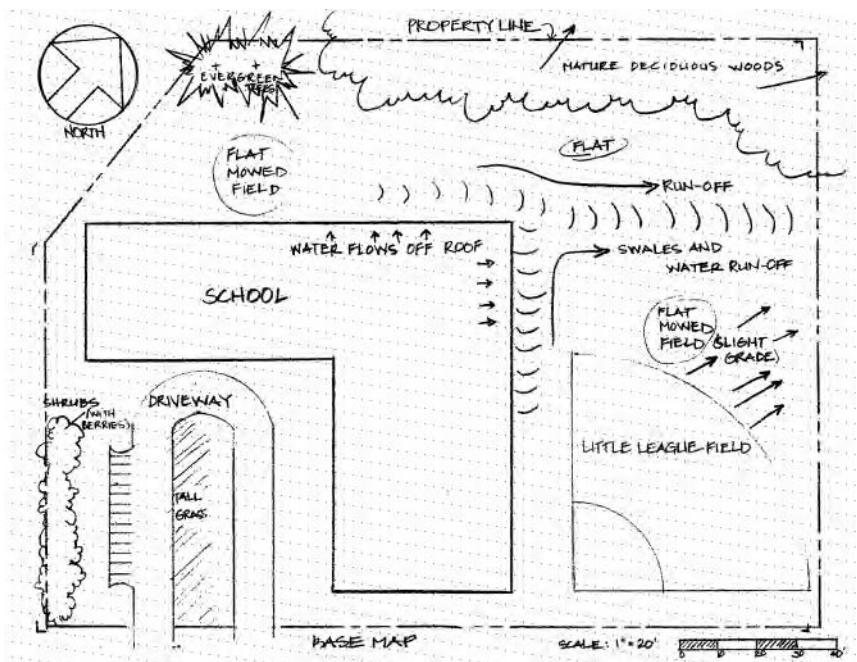 PROPERTY LINE
EVERGREEN
TREES
MATURE DECIDUOUS WOODS
NORTH
FLAT
MOWED
FIELD
FLAT
RUN-OFF
WATER FLOWS OFF ROOF
SWALES AND
WATER RUN-OFF
SCHOOL
FLAT
MOWED
FIELD (SLIGHT
GRADE)
SHRUBS
(WITH
BERRIES)
DRIVEWAY
LITTLE LEAGUE FIELD
TALL
GRASS
BASE MAP
SCALE: 1"=20'
0 10 20 30 40'